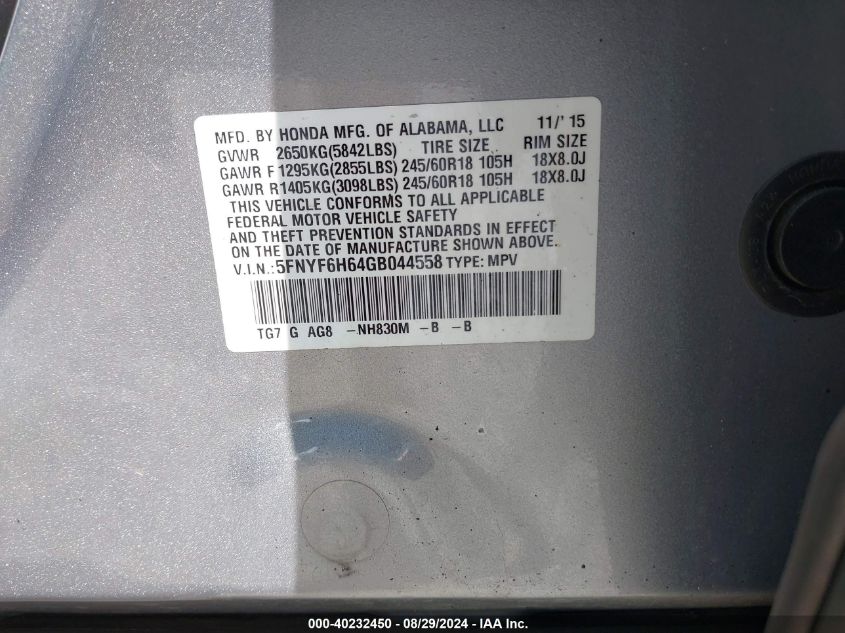 MFD. BY HONDA MFG. OF ALABAMA, LLC 11/'15
GVWR 2650KG(5842LBS) TIRE SIZE RIM SIZE
GAWR F1295KG(2855LBS) 245/60R18 105H 18X8.0J
GAWR R1405KG(3098LBS) 245/60R18 105H 18X8.0J
THIS VEHICLE CONFORMS TO ALL APPLICABLE
FEDERAL MOTOR VEHICLE SAFETY
AND THEFT PREVENTION STANDARDS IN EFFECT
ON THE DATE OF MANUFACTURE SHOWN ABOVE.
V.I.N.:5FNYF6H64GB044558 TYPE: MPV
TG7 G AG8 -NH830M -B -B
000-40232450 - 08/29/2024 - IAA Inc.